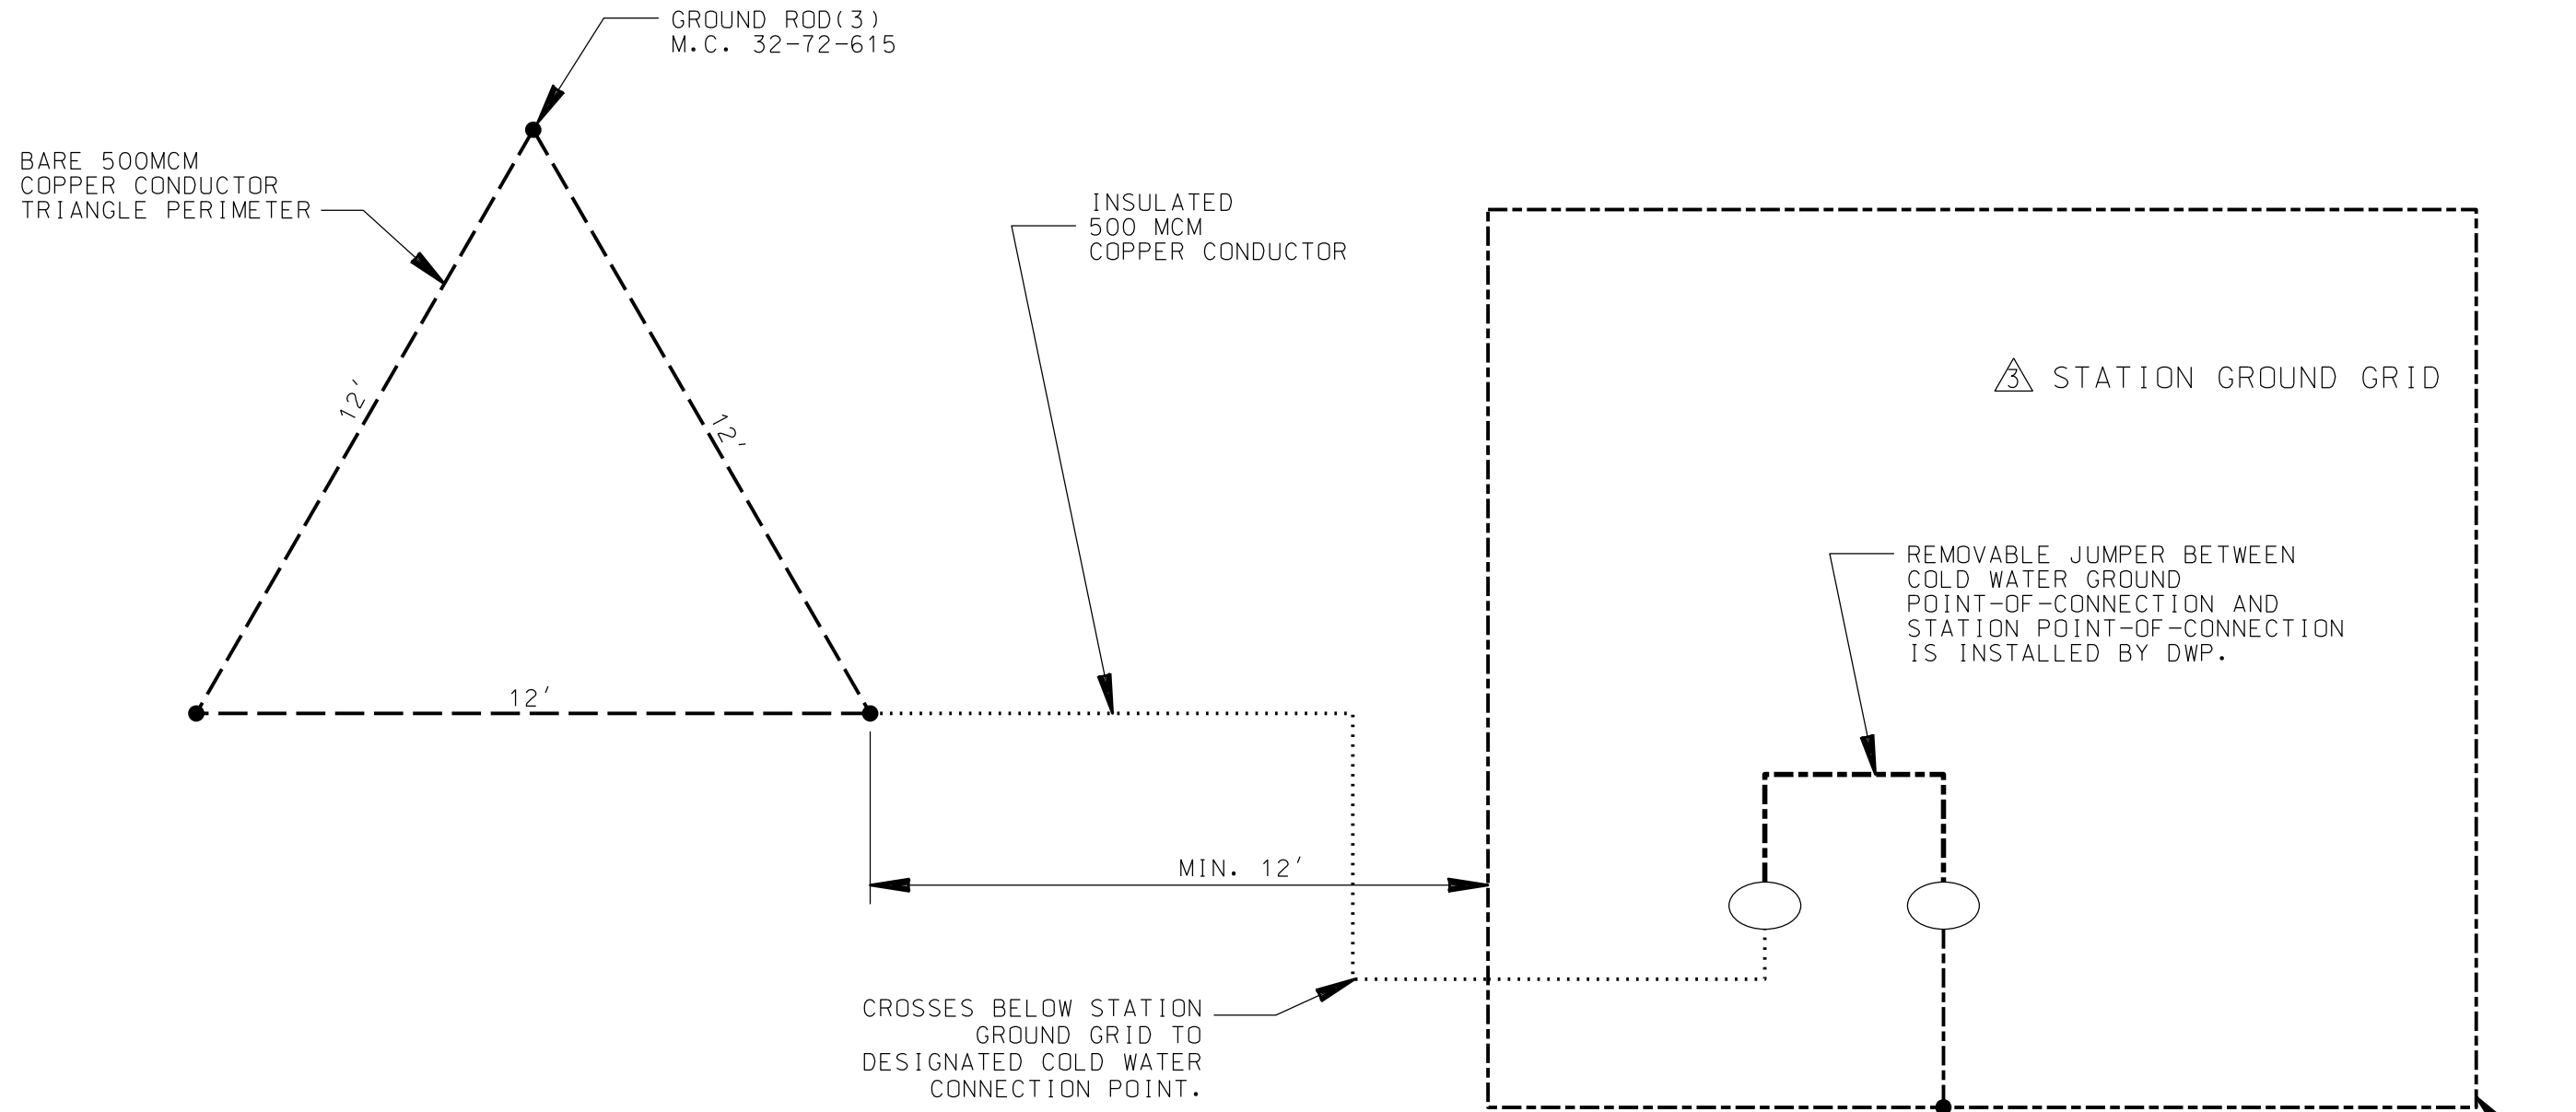 GROUND ROD(3)
M.C. 32-72-615
BARE 500MCM
COPPER CONDUCTOR
TRIANGLE PERIMETER
INSULATED
500 MCM
COPPER CONDUCTOR
3 STATION GROUND GRID
12'
12'
REMOVABLE JUMPER BETWEEN
COLD WATER GROUND
POINT-OF-CONNECTION AND
STATION POINT-OF-CONNECTION
IS INSTALLED BY DWP.
12'
MIN. 12'
CROSSES BELOW STATION
GROUND GRID TO
DESIGNATED COLD WATER
CONNECTION POINT.